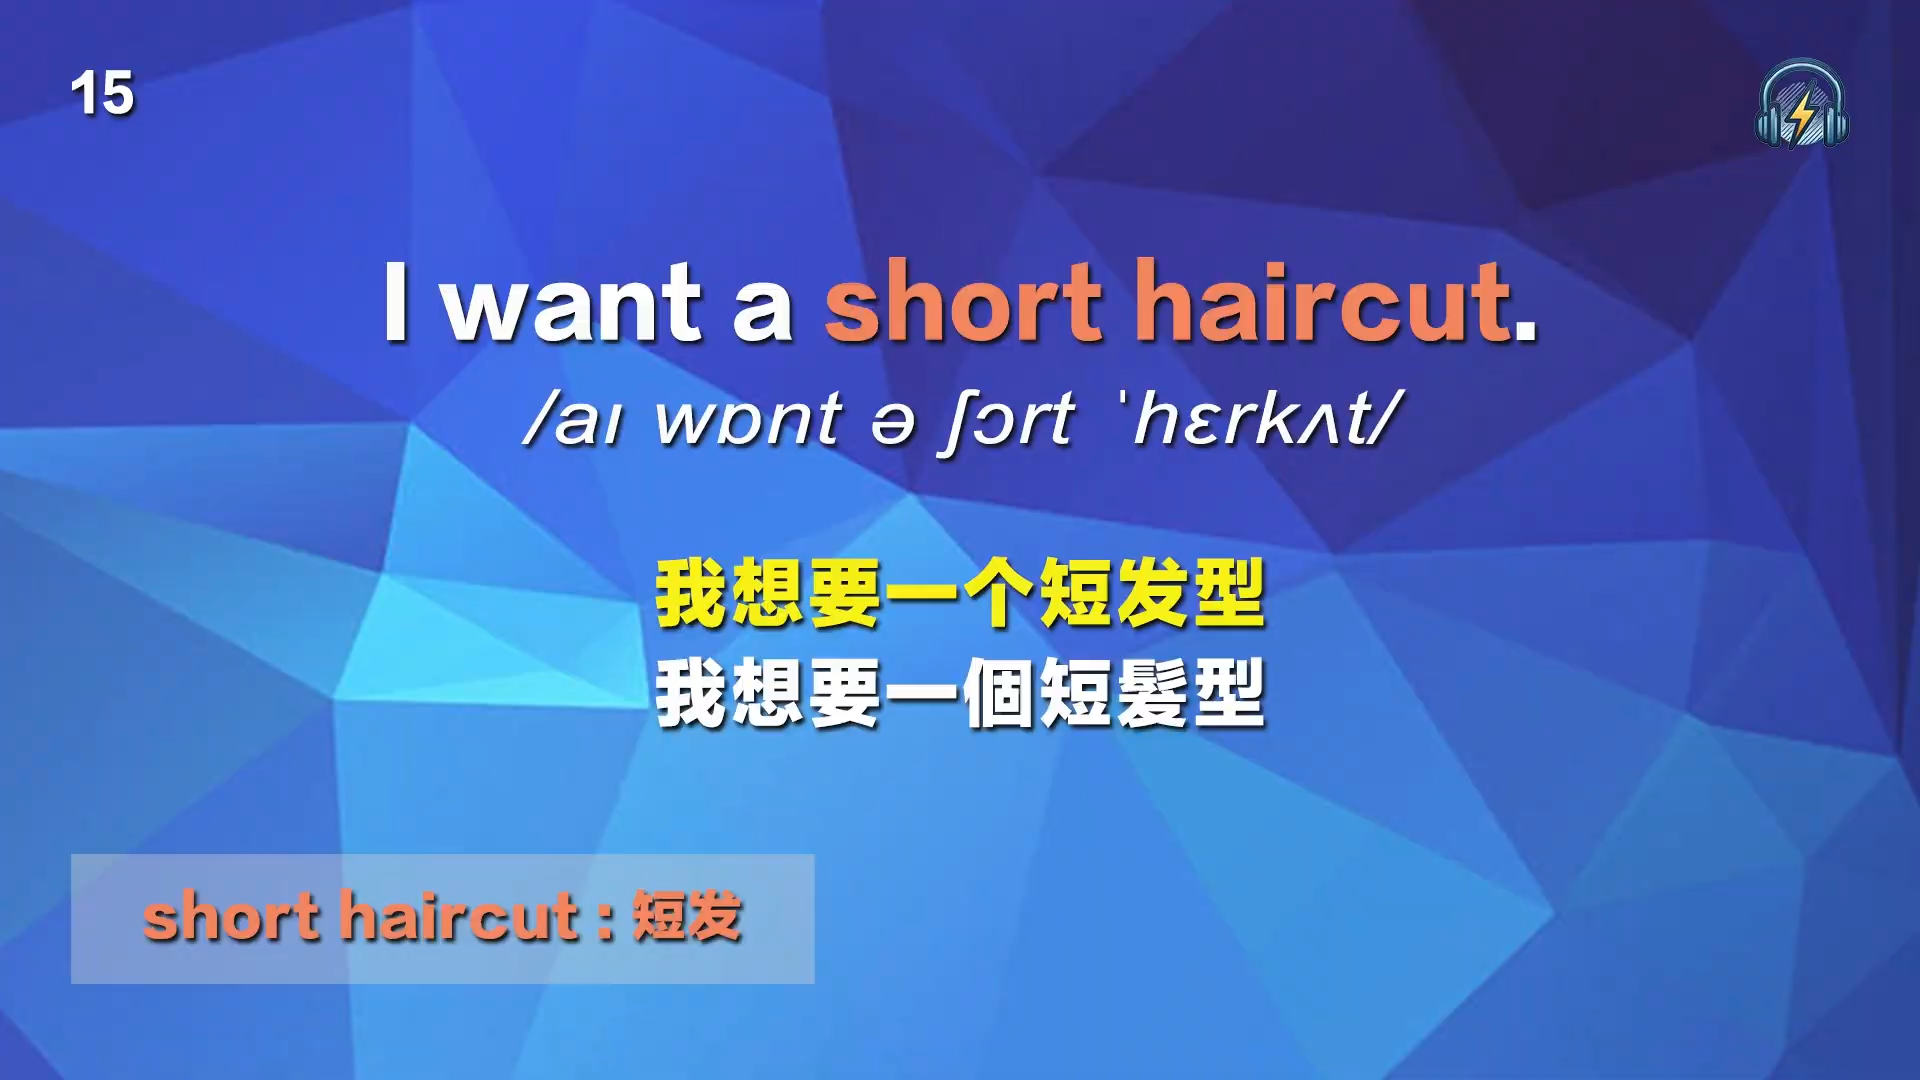 15
I want a short haircut.
/aɪ wɒnt ə ʃɔrt ˈhɛrkʌt/
我想要一个短发型
我想要一個短髪型
short haircut : 短发